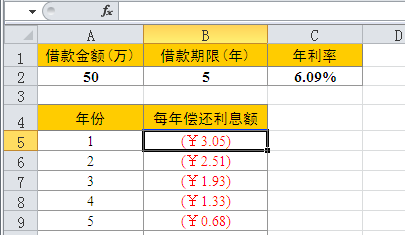 fx
A B C D
1 借款金额(万) 借款期限(年) 年利率
2 50 5 6.09%
3
4 年份 每年偿还利息额
5 1 (￥3.05)
6 2 (￥2.51)
7 3 (￥1.93)
8 4 (￥1.33)
9 5 (￥0.68)